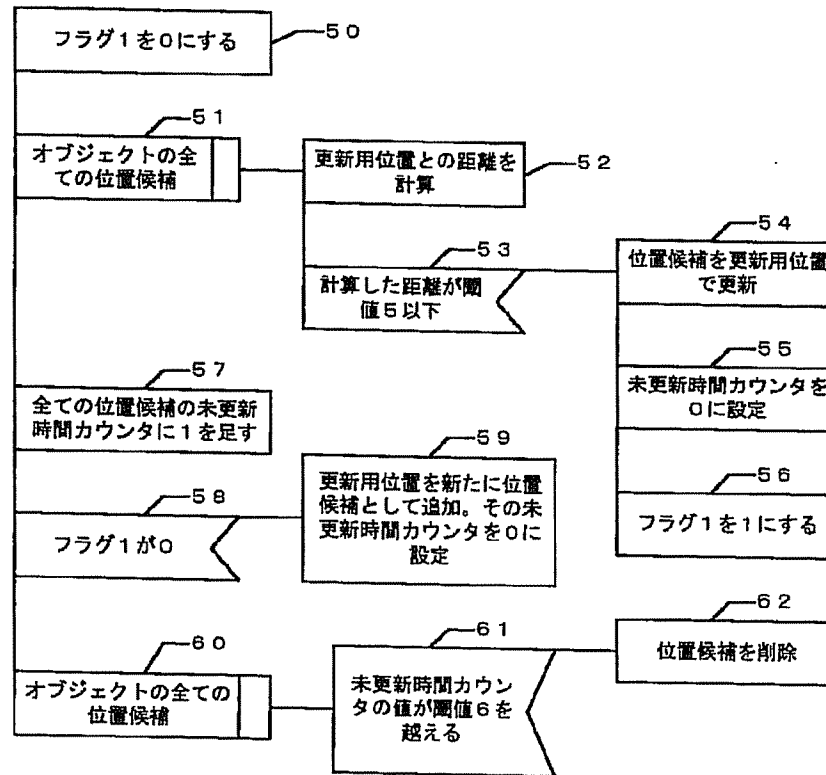 フラグ1を0にする
50
51
オブジェクトの全
ての位置候補
更新用位置との距離を
計算
52
53
計算した距離が閾
値5以下
54
位置候補を更新用位置
で更新
55
未更新時間カウンタを
0に設定
56
フラグ1を1にする
57
全ての位置候補の未更新
時間カウンタに1を足す
58
フラグ1が0
59
更新用位置を新たに位置
候補として追加。その未
更新時間カウンタを0に
設定
60
オブジェクトの全ての
位置候補
61
未更新時間カウン
タの値が閾値6を
越える
62
位置候補を削除